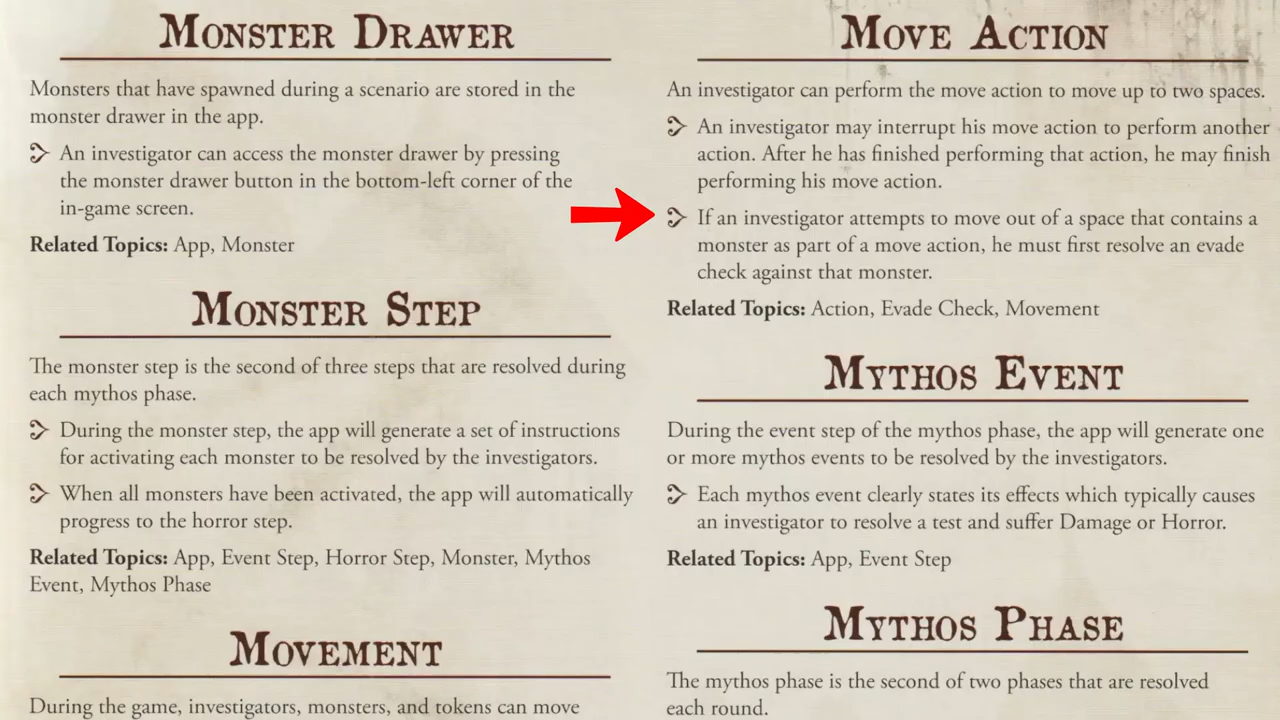 Monster Drawer
Monsters that have spawned during a scenario are stored in the
monster drawer in the app.
An investigator can access the monster drawer by pressing
the monster drawer button in the bottom-left corner of the
in-game screen.
Related Topics: App, Monster
Monster Step
The monster step is the second of three steps that are resolved during
each mythos phase.
During the monster step, the app will generate a set of instructions
for activating each monster to be resolved by the investigators.
When all monsters have been activated, the app will automatically
progress to the horror step.
Related Topics: App, Event Step, Horror Step, Monster, Mythos
Event, Mythos Phase
Movement
During the game, investigators, monsters, and tokens can move
Move Action
An investigator can perform the move action to move up to two spaces.
An investigator may interrupt his move action to perform another
action. After he has finished performing that action, he may finish
performing his move action.
If an investigator attempts to move out of a space that contains a
monster as part of a move action, he must first resolve an evade
check against that monster.
Related Topics: Action, Evade Check, Movement
Mythos Event
During the event step of the mythos phase, the app will generate one
or more mythos events to be resolved by the investigators.
Each mythos event clearly states its effects which typically causes
an investigator to resolve a test and suffer Damage or Horror.
Related Topics: App, Event Step
Mythos Phase
The mythos phase is the second of two phases that are resolved
each round.